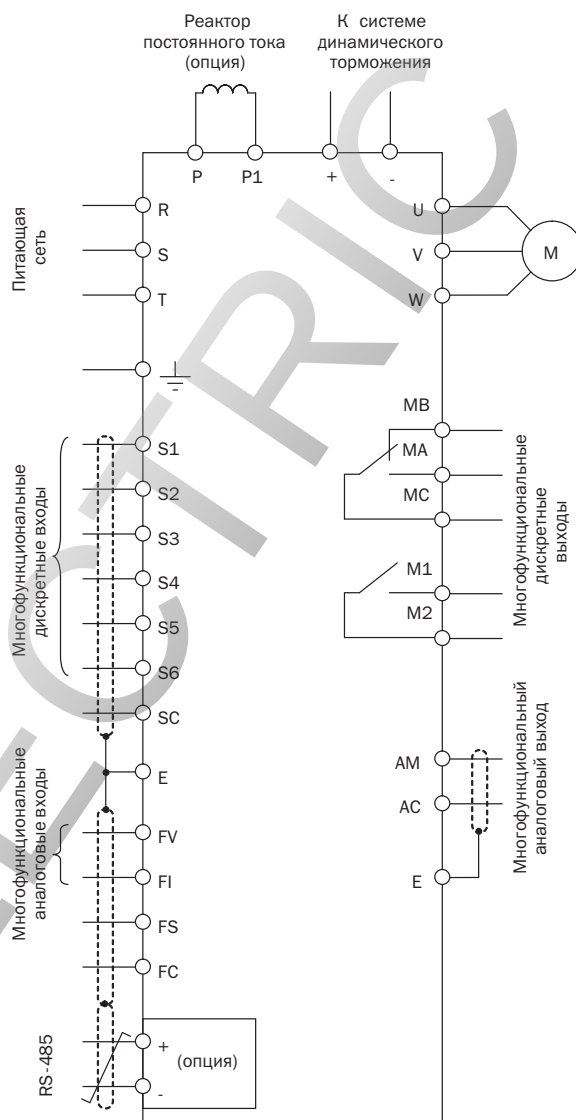 Реактор
постоянного тока
(опция)
К системе
динамического
торможения
P
P1
+
-
Питающая
сеть
R
S
T
U
V
W
M
Многофункциональные
дискретные входы
S1
S2
S3
S4
S5
S6
SC
E
MB
MA
MC
M1
M2
Многофункциональные
дискретные
выходы
Многофункциональные
аналоговые входы
FV
FI
FS
FC
AM
AC
E
Многофункциональный
аналоговый выход
RS-485
+
-
(опция)
ECTRIC